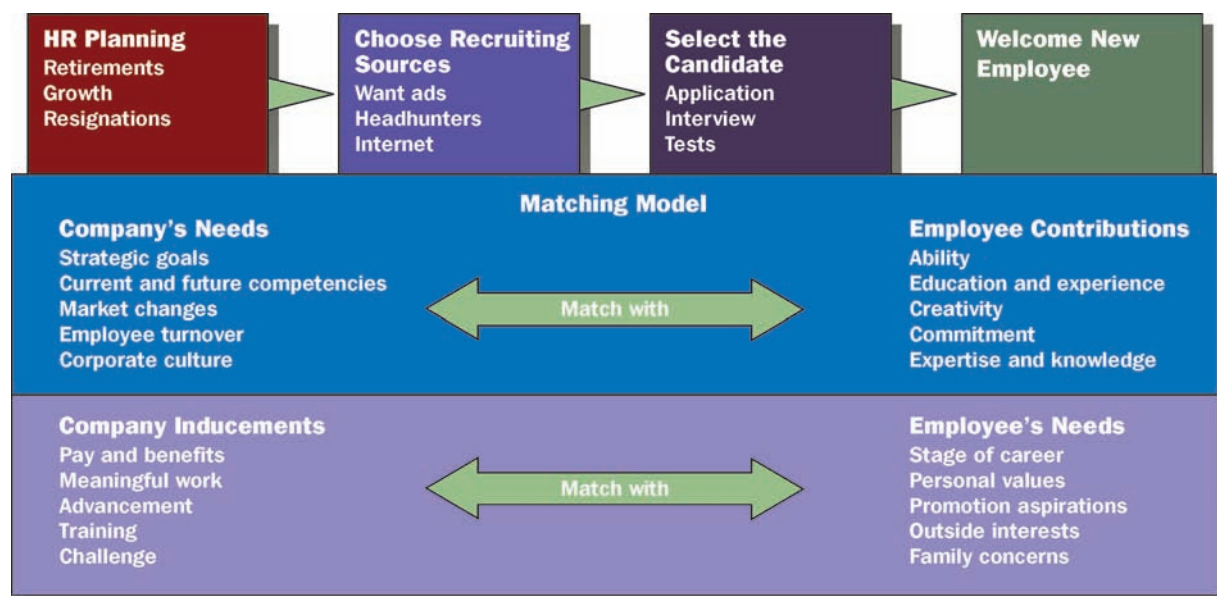 HR Planning
Retirements
Growth
Resignations
Choose Recruiting
Sources
Want ads
Headhunters
Internet
Select the
Candidate
Application
Interview
Tests
Welcome New
Employee
Matching Model
Company's Needs
Strategic goals
Current and future competencies
Market changes
Employee turnover
Corporate culture
Match with
Employee Contributions
Ability
Education and experience
Creativity
Commitment
Expertise and knowledge
Company Inducements
Pay and benefits
Meaningful work
Advancement
Training
Challenge
Match with
Employee's Needs
Stage of career
Personal values
Promotion aspirations
Outside interests
Family concerns